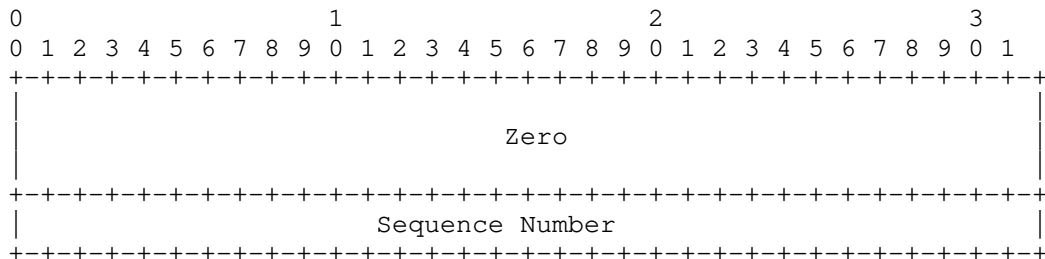 0                   1                   2                   3
0 1 2 3 4 5 6 7 8 9 0 1 2 3 4 5 6 7 8 9 0 1 2 3 4 5 6 7 8 9 0 1
+-+-+-+-+-+-+-+-+-+-+-+-+-+-+-+-+-+-+-+-+-+-+-+-+-+-+-+-+-+-+-+-+
|                                                               |
|                              Zero                             |
|                                                               |
+-+-+-+-+-+-+-+-+-+-+-+-+-+-+-+-+-+-+-+-+-+-+-+-+-+-+-+-+-+-+-+-+
|                      Sequence Number                          |
+-+-+-+-+-+-+-+-+-+-+-+-+-+-+-+-+-+-+-+-+-+-+-+-+-+-+-+-+-+-+-+-+